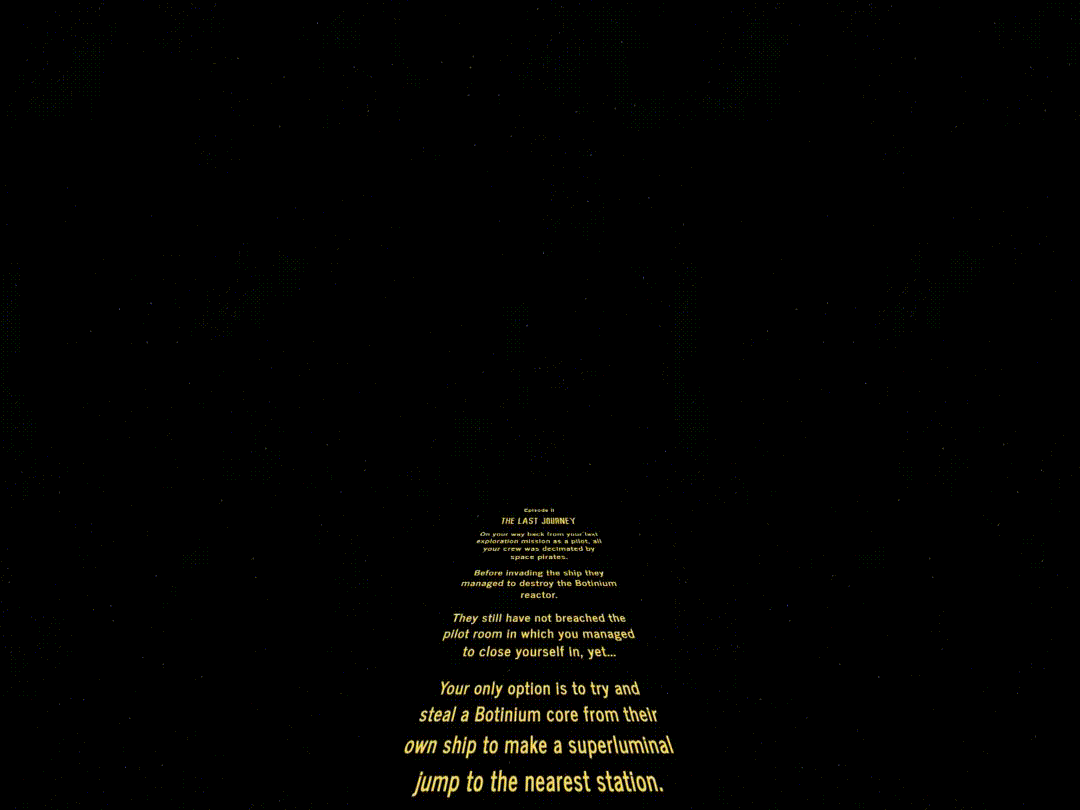 Episode II
THE LAST JOURNEY
On your way back from your last
exploration mission as a pilot, all
your crew was decimated by
space pirates.
Before invading the ship they
managed to destroy the Botinium
reactor.
They still have not breached the
pilot room in which you managed
to close yourself in, yet...
Your only option is to try and
steal a Botinium core from their
own ship to make a superluminal
jump to the nearest station.